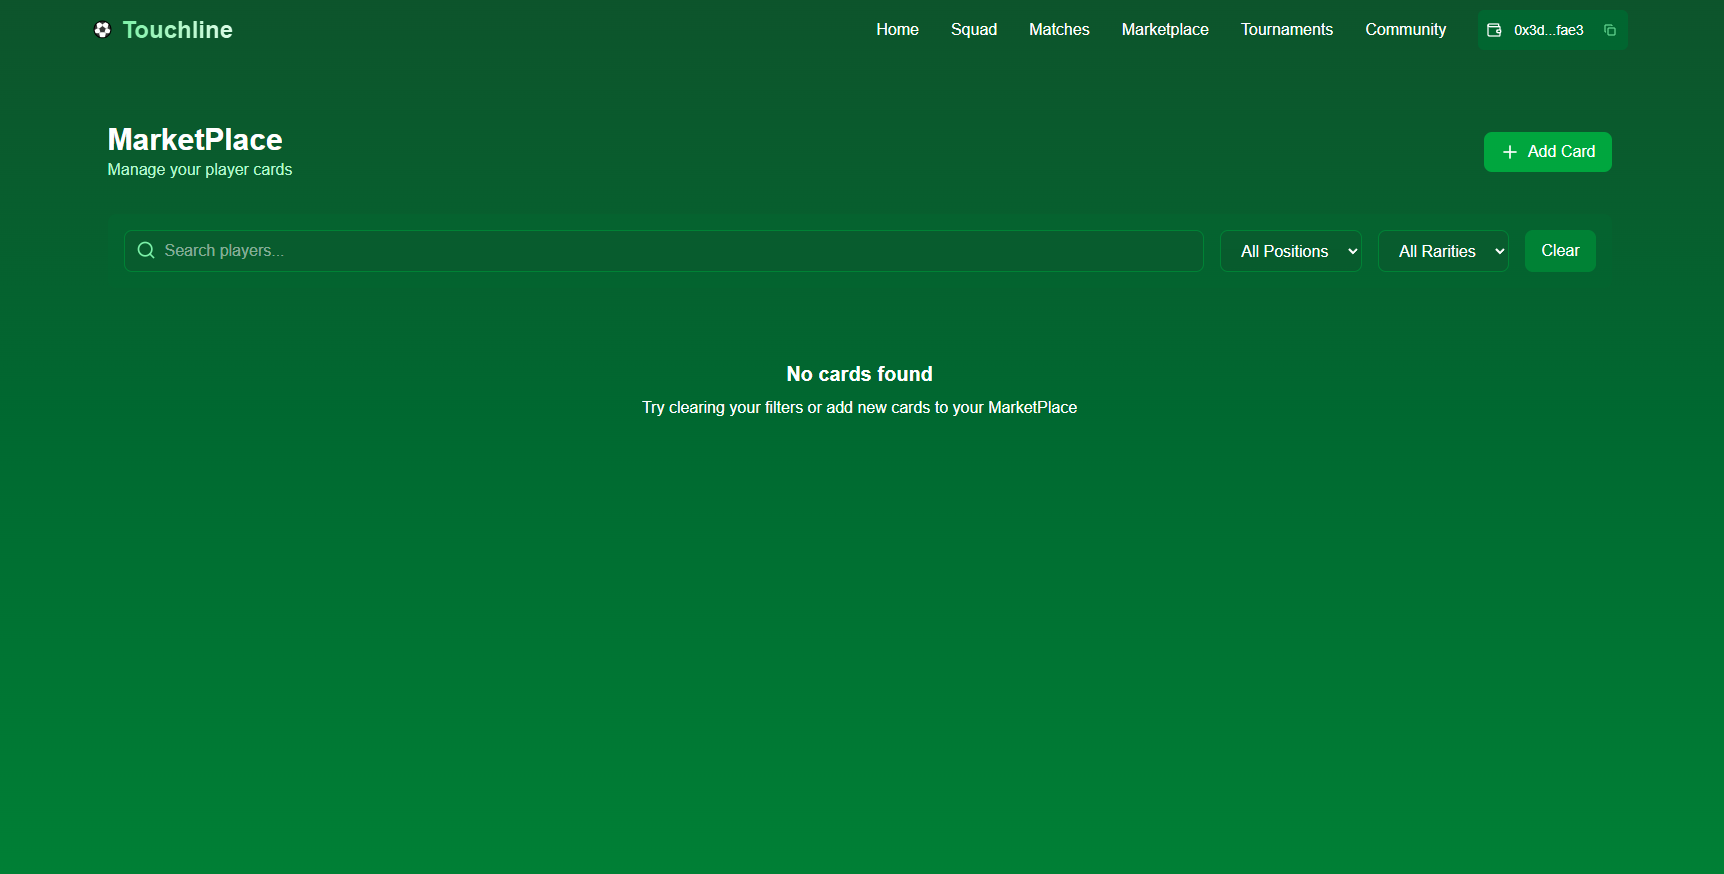 Touchline
Home Squad Matches Marketplace Tournaments Community 0x3d...fae3
MarketPlace
Manage your player cards
Add Card
Search players...
All Positions
All Rarities
Clear
No cards found
Try clearing your filters or add new cards to your MarketPlace